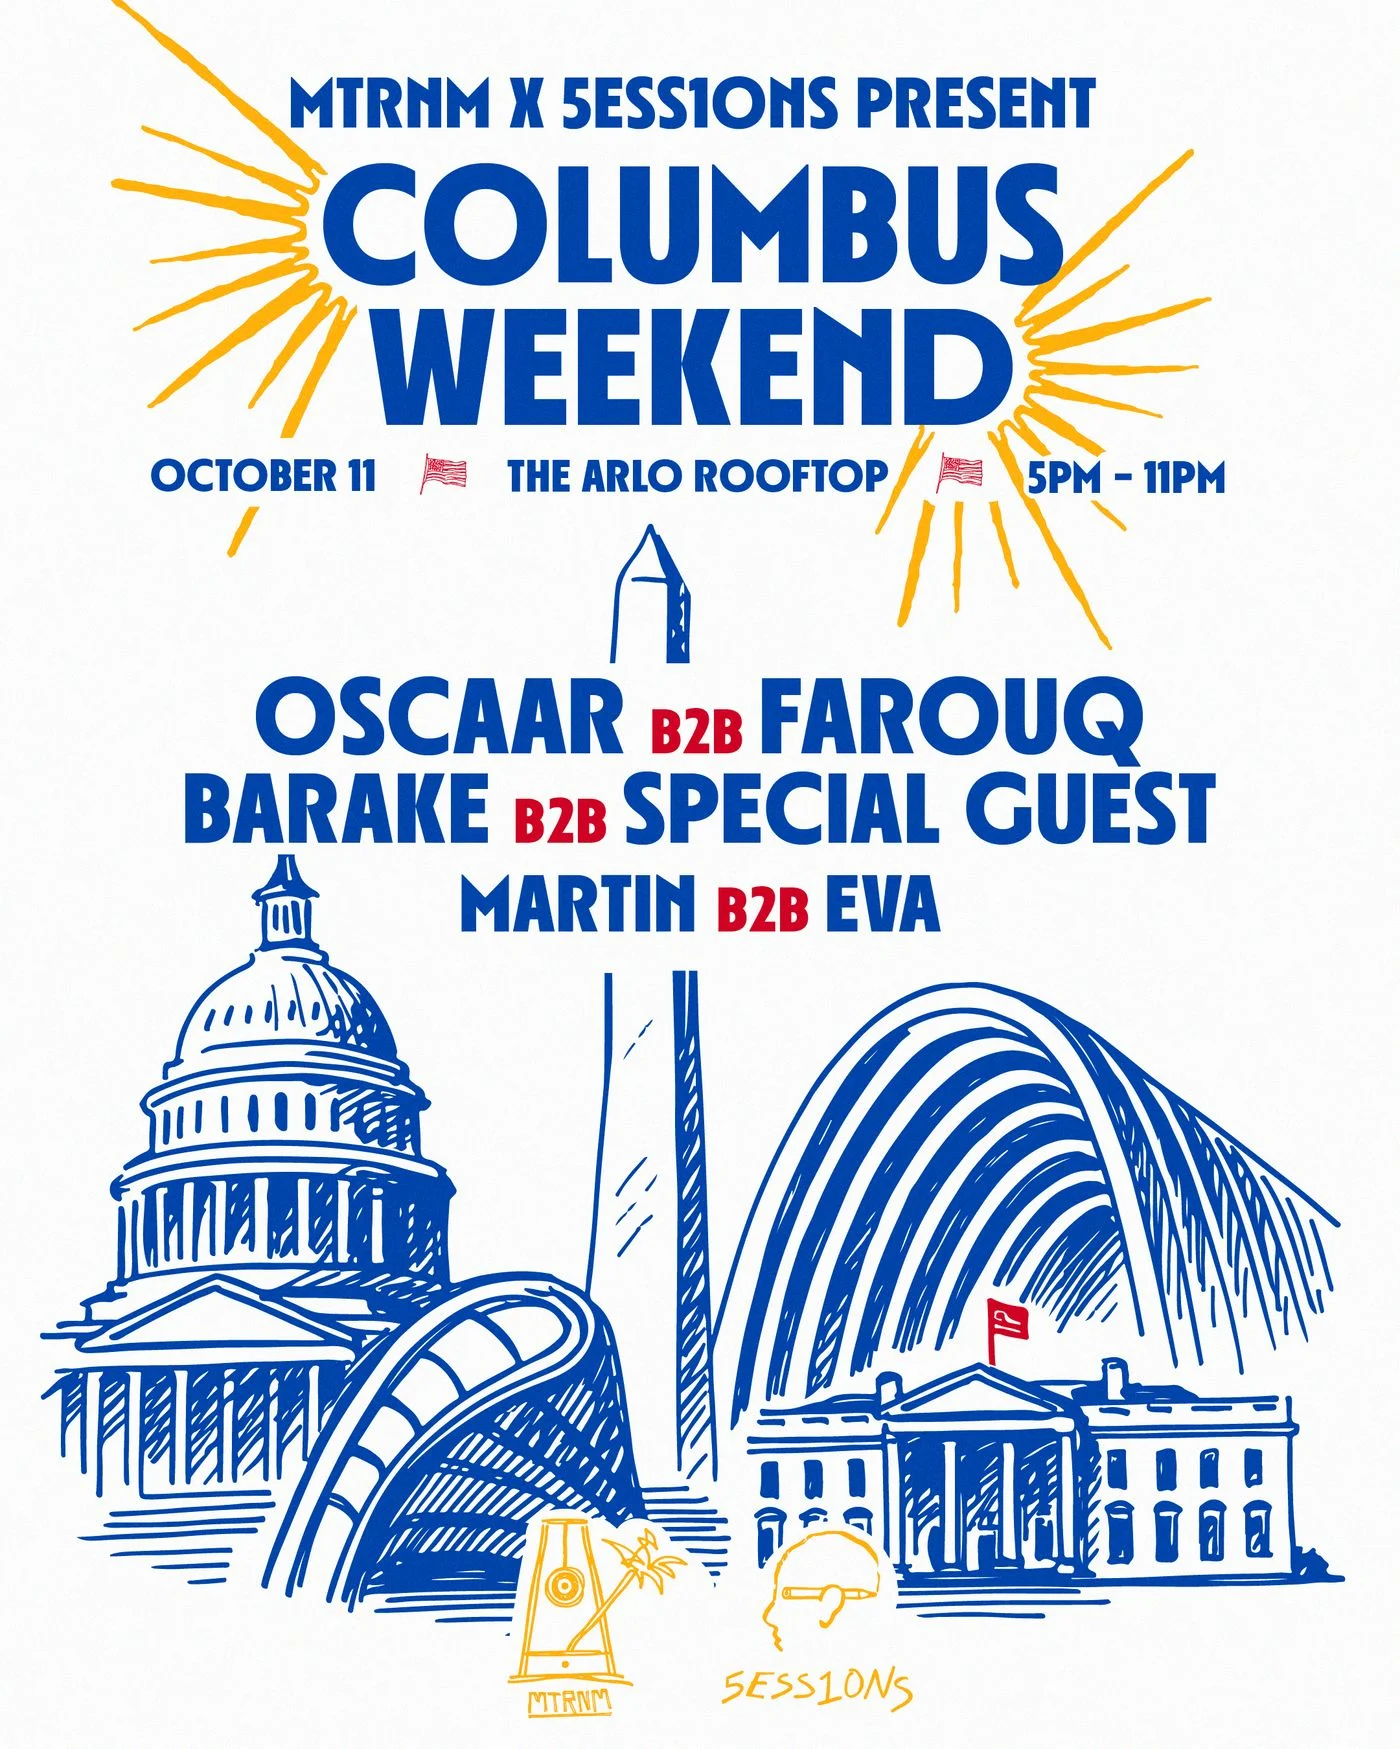 MTRNM X 5ESS1ONS PRESENT
COLUMBUS
WEEKEND
OCTOBER 11 THE ARLO ROOFTOP 5PM - 11PM
OSCAAR B2B FAROUQ
BARAKE B2B SPECIAL GUEST
MARTIN B2B EVA
MTRNM
5ESS1ONS